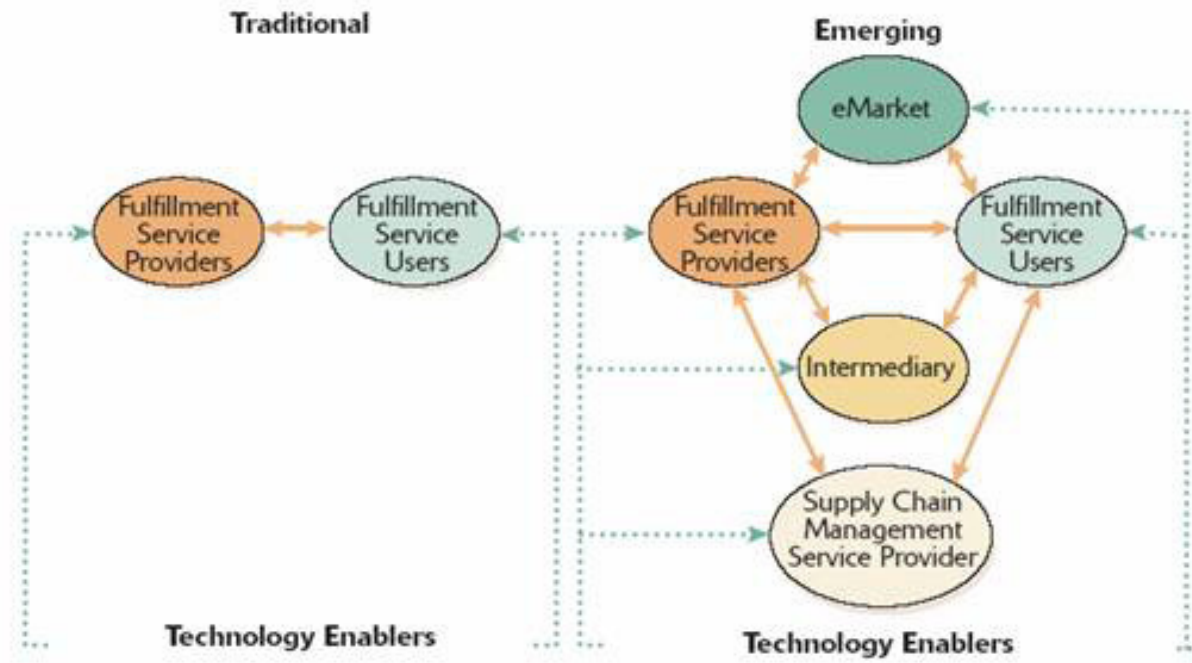 Traditional
Fulfillment
Service
Providers
Fulfillment
Service
Users
Technology Enablers
Emerging
eMarket
Fulfillment
Service
Providers
Fulfillment
Service
Users
Intermediary
Supply Chain
Management
Service Provider
Technology Enablers